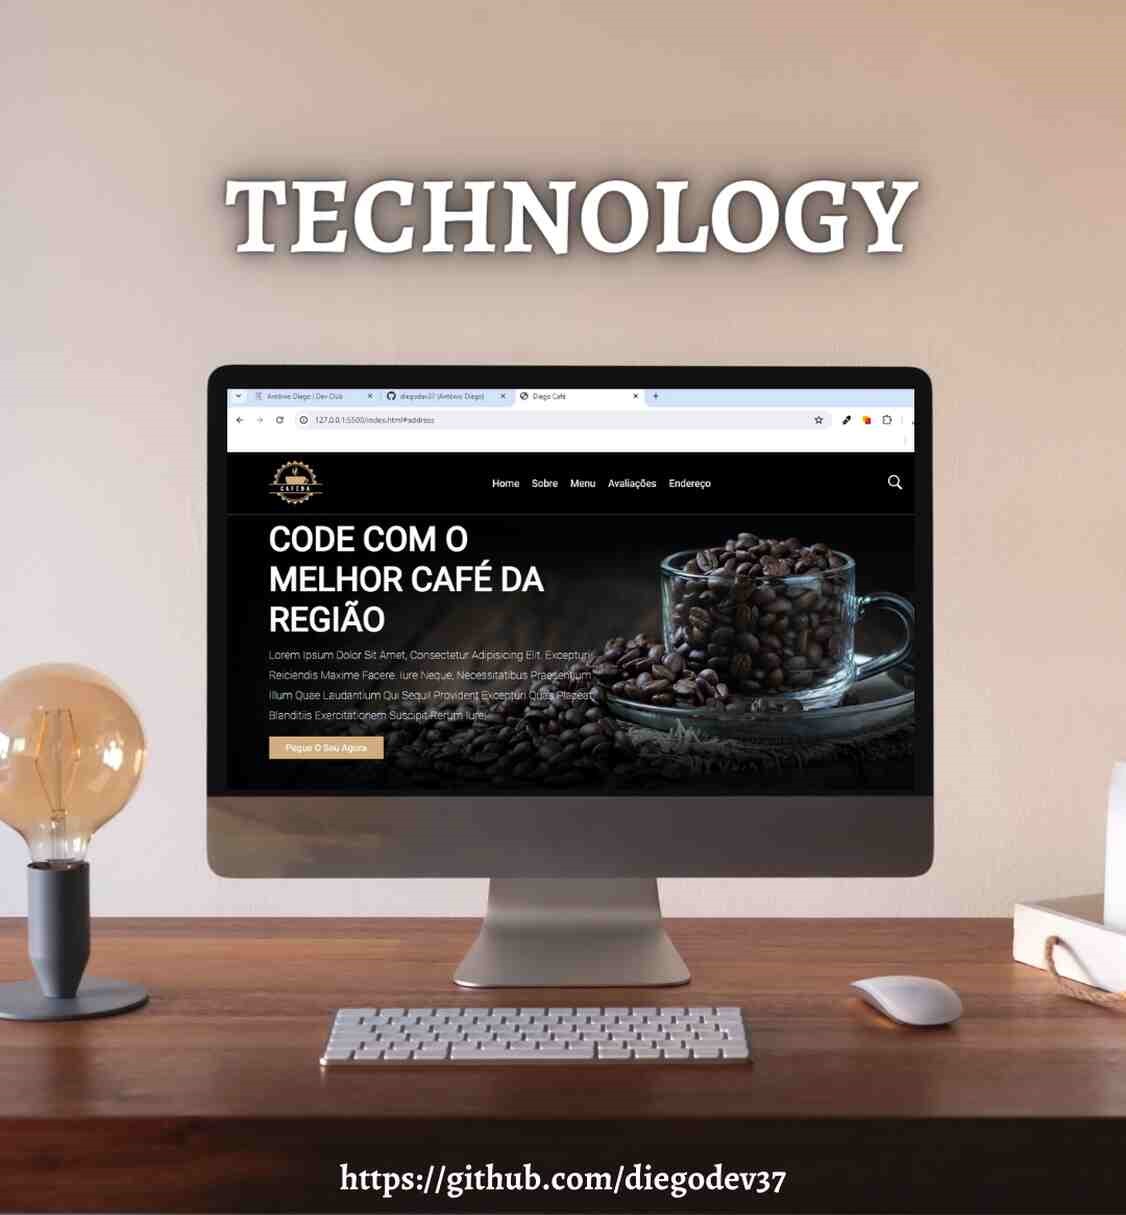 TECHNOLOGY
Antônio Diego | Dev Club
diegodev37 (Antônio Diego)
Diego Café
127.0.0.1:5500/index.html#address
Home Sobre Menu Avaliações Endereço
CODE COM O
MELHOR CAFÉ DA
REGIÃO
Lorem Ipsum Dolor Sit Amet, Consectetur Adipisicing Elit. Excepturi
Reiciendis Maxime Facere. Iure Neque, Necessitatibus Praesentium
Illum Quae Laudantium Qui Sequi! Provident Excepturi Quas Placeat
Blanditiis Exercitationem Suscipit Rerum Iure!
Pegue O Seu Agora
https://github.com/diegodev37